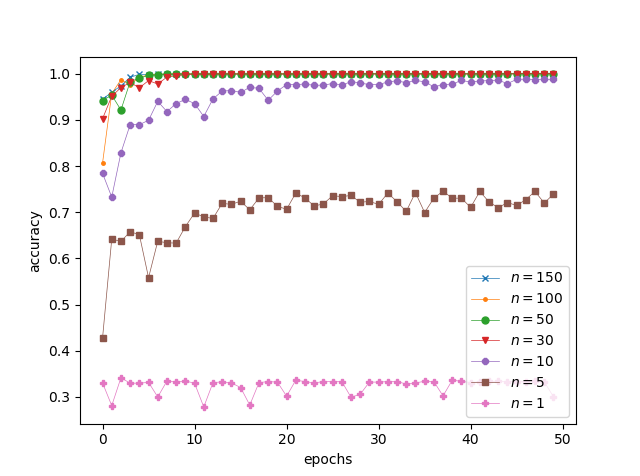 1.0
0.9
0.8
0.7
0.6
0.5
0.4
0.3
accuracy
0 10 20 30 40 50
epochs
n = 150
n = 100
n = 50
n = 30
n = 10
n = 5
n = 1